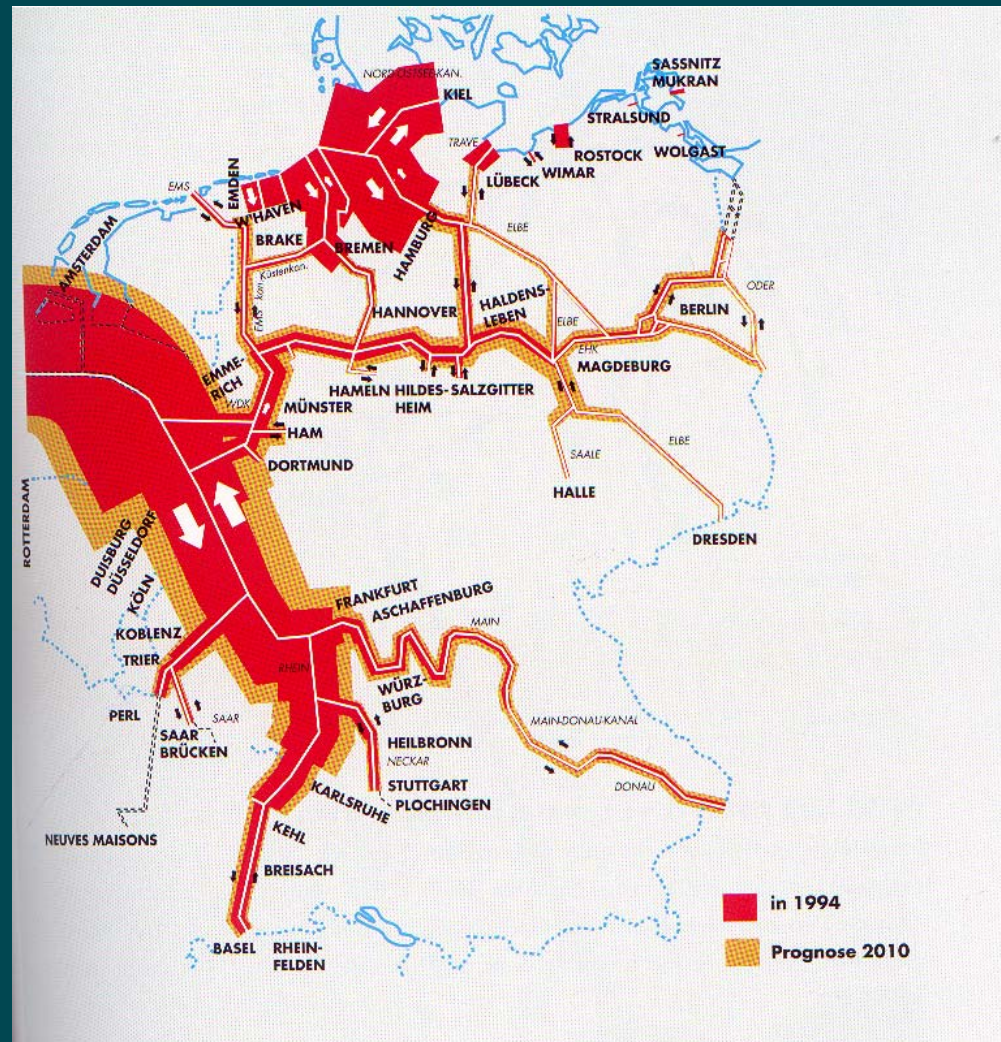 NORD-OSTSEE-KAN.
KIEL
SASSNITZ
MUKRAN
STRALSUND
TRAVE
ROSTOCK
WOLGAST
WIMAR
LÜBECK
EMS
EMDEN
W'HAVEN
BRAKE
BREMEN
HAMBURG
ELBE
AMSTERDAM
Küstenkan.
EMS kan.
HANNOVER
HALDENS-
LEBEN
ELBE
BERLIN
ODER
EHK
MAGDEBURG
EMME-
RICH
WDK
MÜNSTER
HAMELN
HILDES-
HEIM
SALZGITTER
HAM
DORTMUND
SAALE
ELBE
HALLE
DRESDEN
ROTTERDAM
DUISBURG
DÜSSELDORF
KÖLN
KOBLENZ
TRIER
FRANKFURT
ASCHAFFENBURG
MAIN
RHEIN
WÜRZ-
BURG
PERL
SAAR
SAAR
BRÜCKEN
MAIN-DONAU-KANAL
HEILBRONN
NECKAR
STUTTGART
PLOCHINGEN
DONAU
KARLSRUHE
NEUVES MAISONS
KEHL
BREISACH
BASEL
RHEIN-
FELDEN
in 1994
Prognose 2010